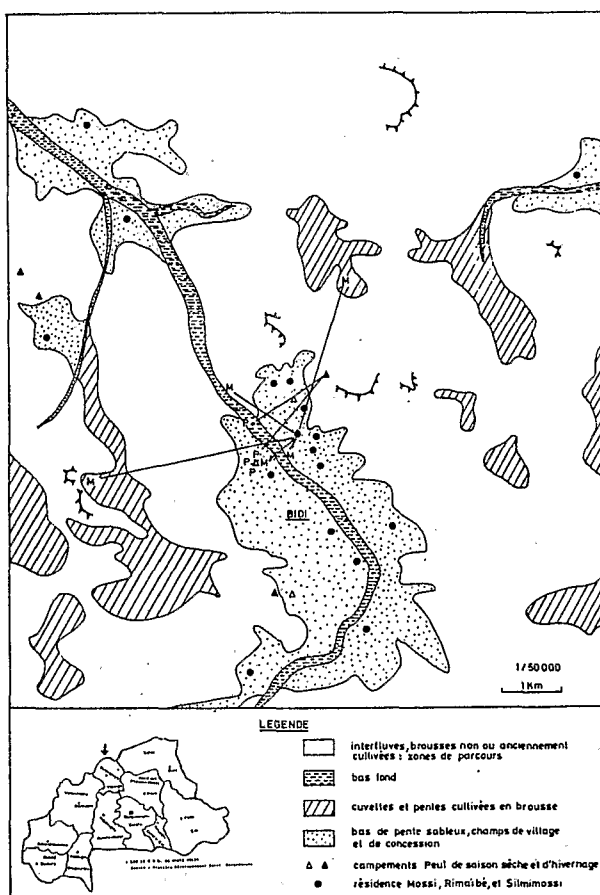 M
M
P
M
P
P
M
P
M
BIDI
1/50000
1Km
LEGENDE
interfluves, brousses non ou anciennement
cultivées : zones de parcours
bas fond
cuvettes et pentes cultivées en brousse
bas de pente sableux, champs de village
et de concession
campements Peul de saison sèche et d'hivernage
résidence Mossi, Rimaïbé, et Silmimossi